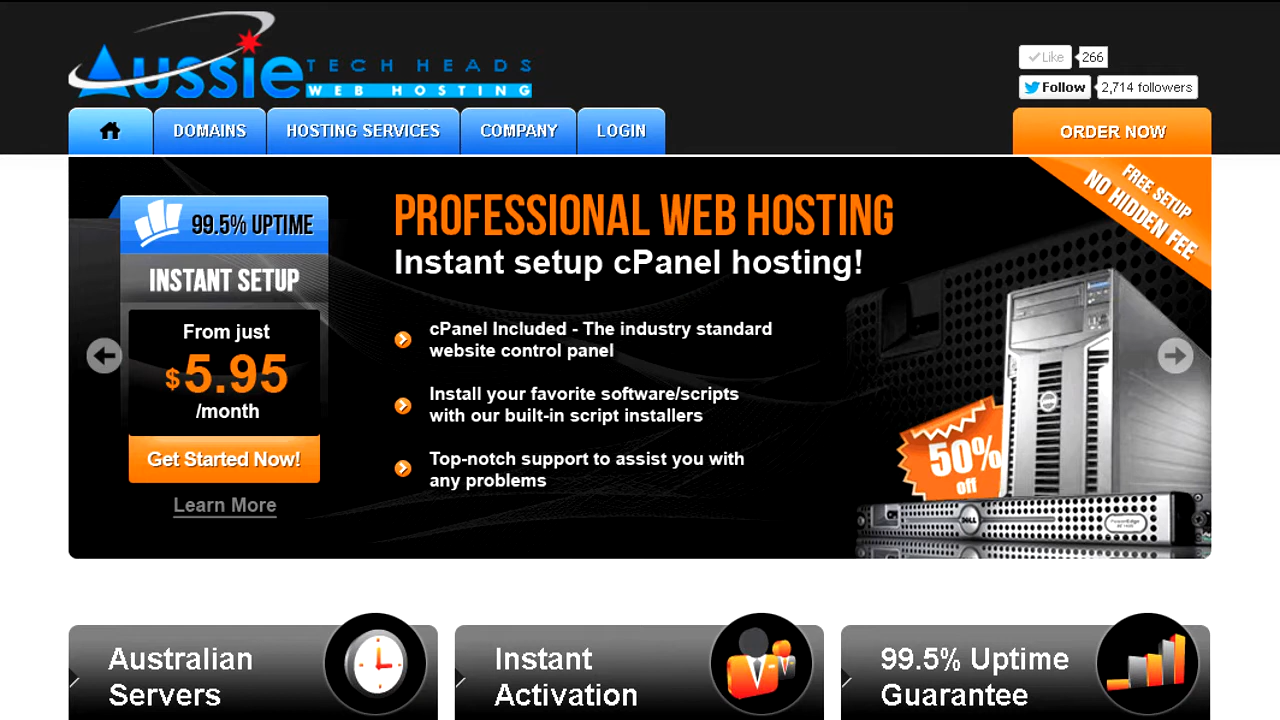 Aussie
TECH HEADS
WEB HOSTING
Like 266
Follow 2,714 followers
DOMAINS HOSTING SERVICES COMPANY LOGIN ORDER NOW
FREE SETUP
NO HIDDEN FEE
99.5% UPTIME
INSTANT SETUP
From just
$5.95
/month
Get Started Now!
Learn More
PROFESSIONAL WEB HOSTING
Instant setup cPanel hosting!
cPanel Included - The industry standard
website control panel
Install your favorite software/scripts
with our built-in script installers
Top-notch support to assist you with
any problems
50%
off
DELL
PowerEdge
Australian
Servers
Instant
Activation
99.5% Uptime
Guarantee